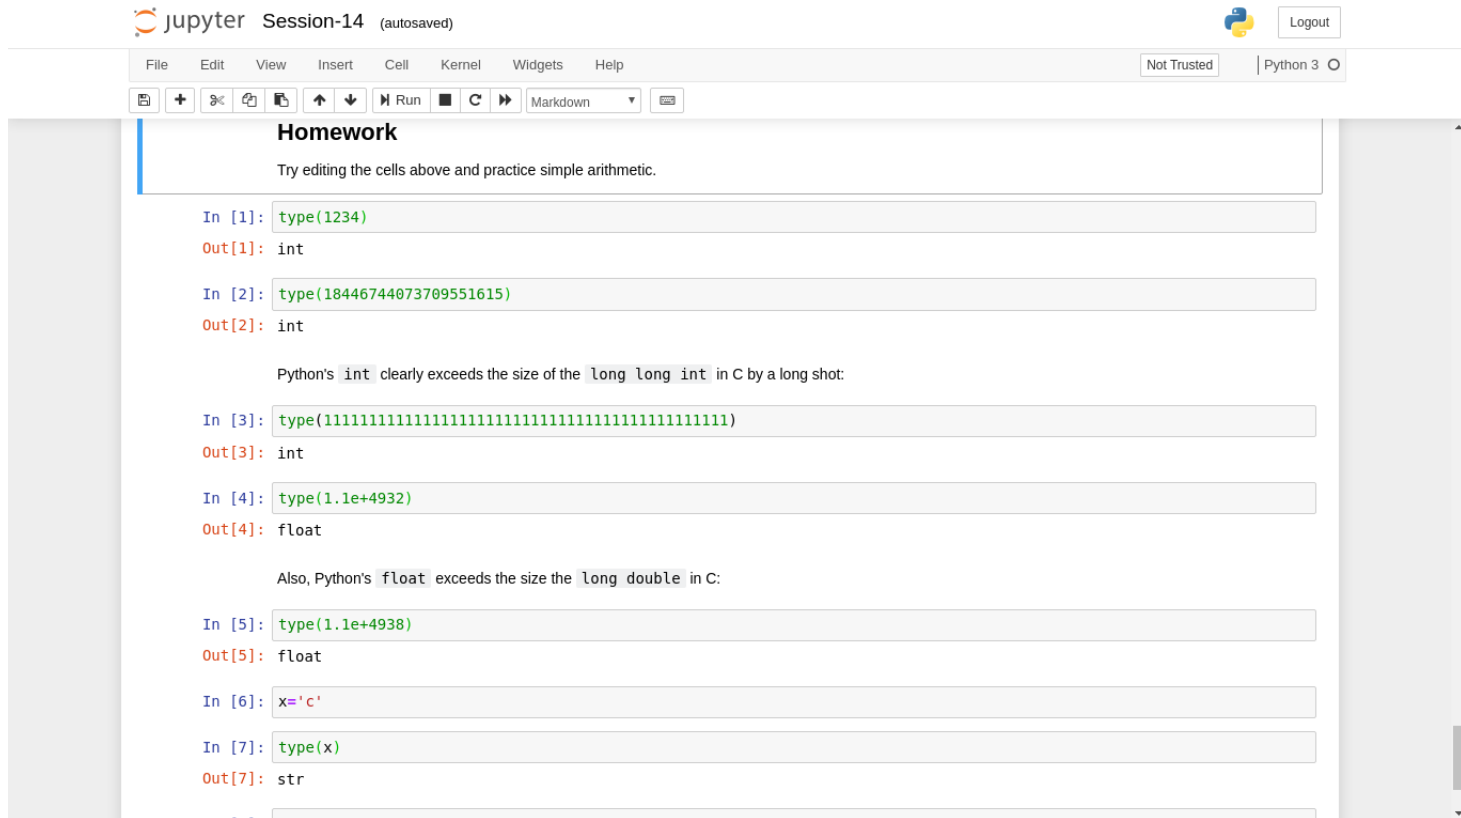 jupyter Session-14 (autosaved) Logout
File Edit View Insert Cell Kernel Widgets Help Not Trusted Python 3
Run Markdown
Homework
Try editing the cells above and practice simple arithmetic.
In [1]: type(1234)
Out[1]: int
In [2]: type(18446744073709551615)
Out[2]: int
Python's int clearly exceeds the size of the long long int in C by a long shot:
In [3]: type(111111111111111111111111111111111111111111111)
Out[3]: int
In [4]: type(1.1e+4932)
Out[4]: float
Also, Python's float exceeds the size the long double in C:
In [5]: type(1.1e+4938)
Out[5]: float
In [6]: x='c'
In [7]: type(x)
Out[7]: str